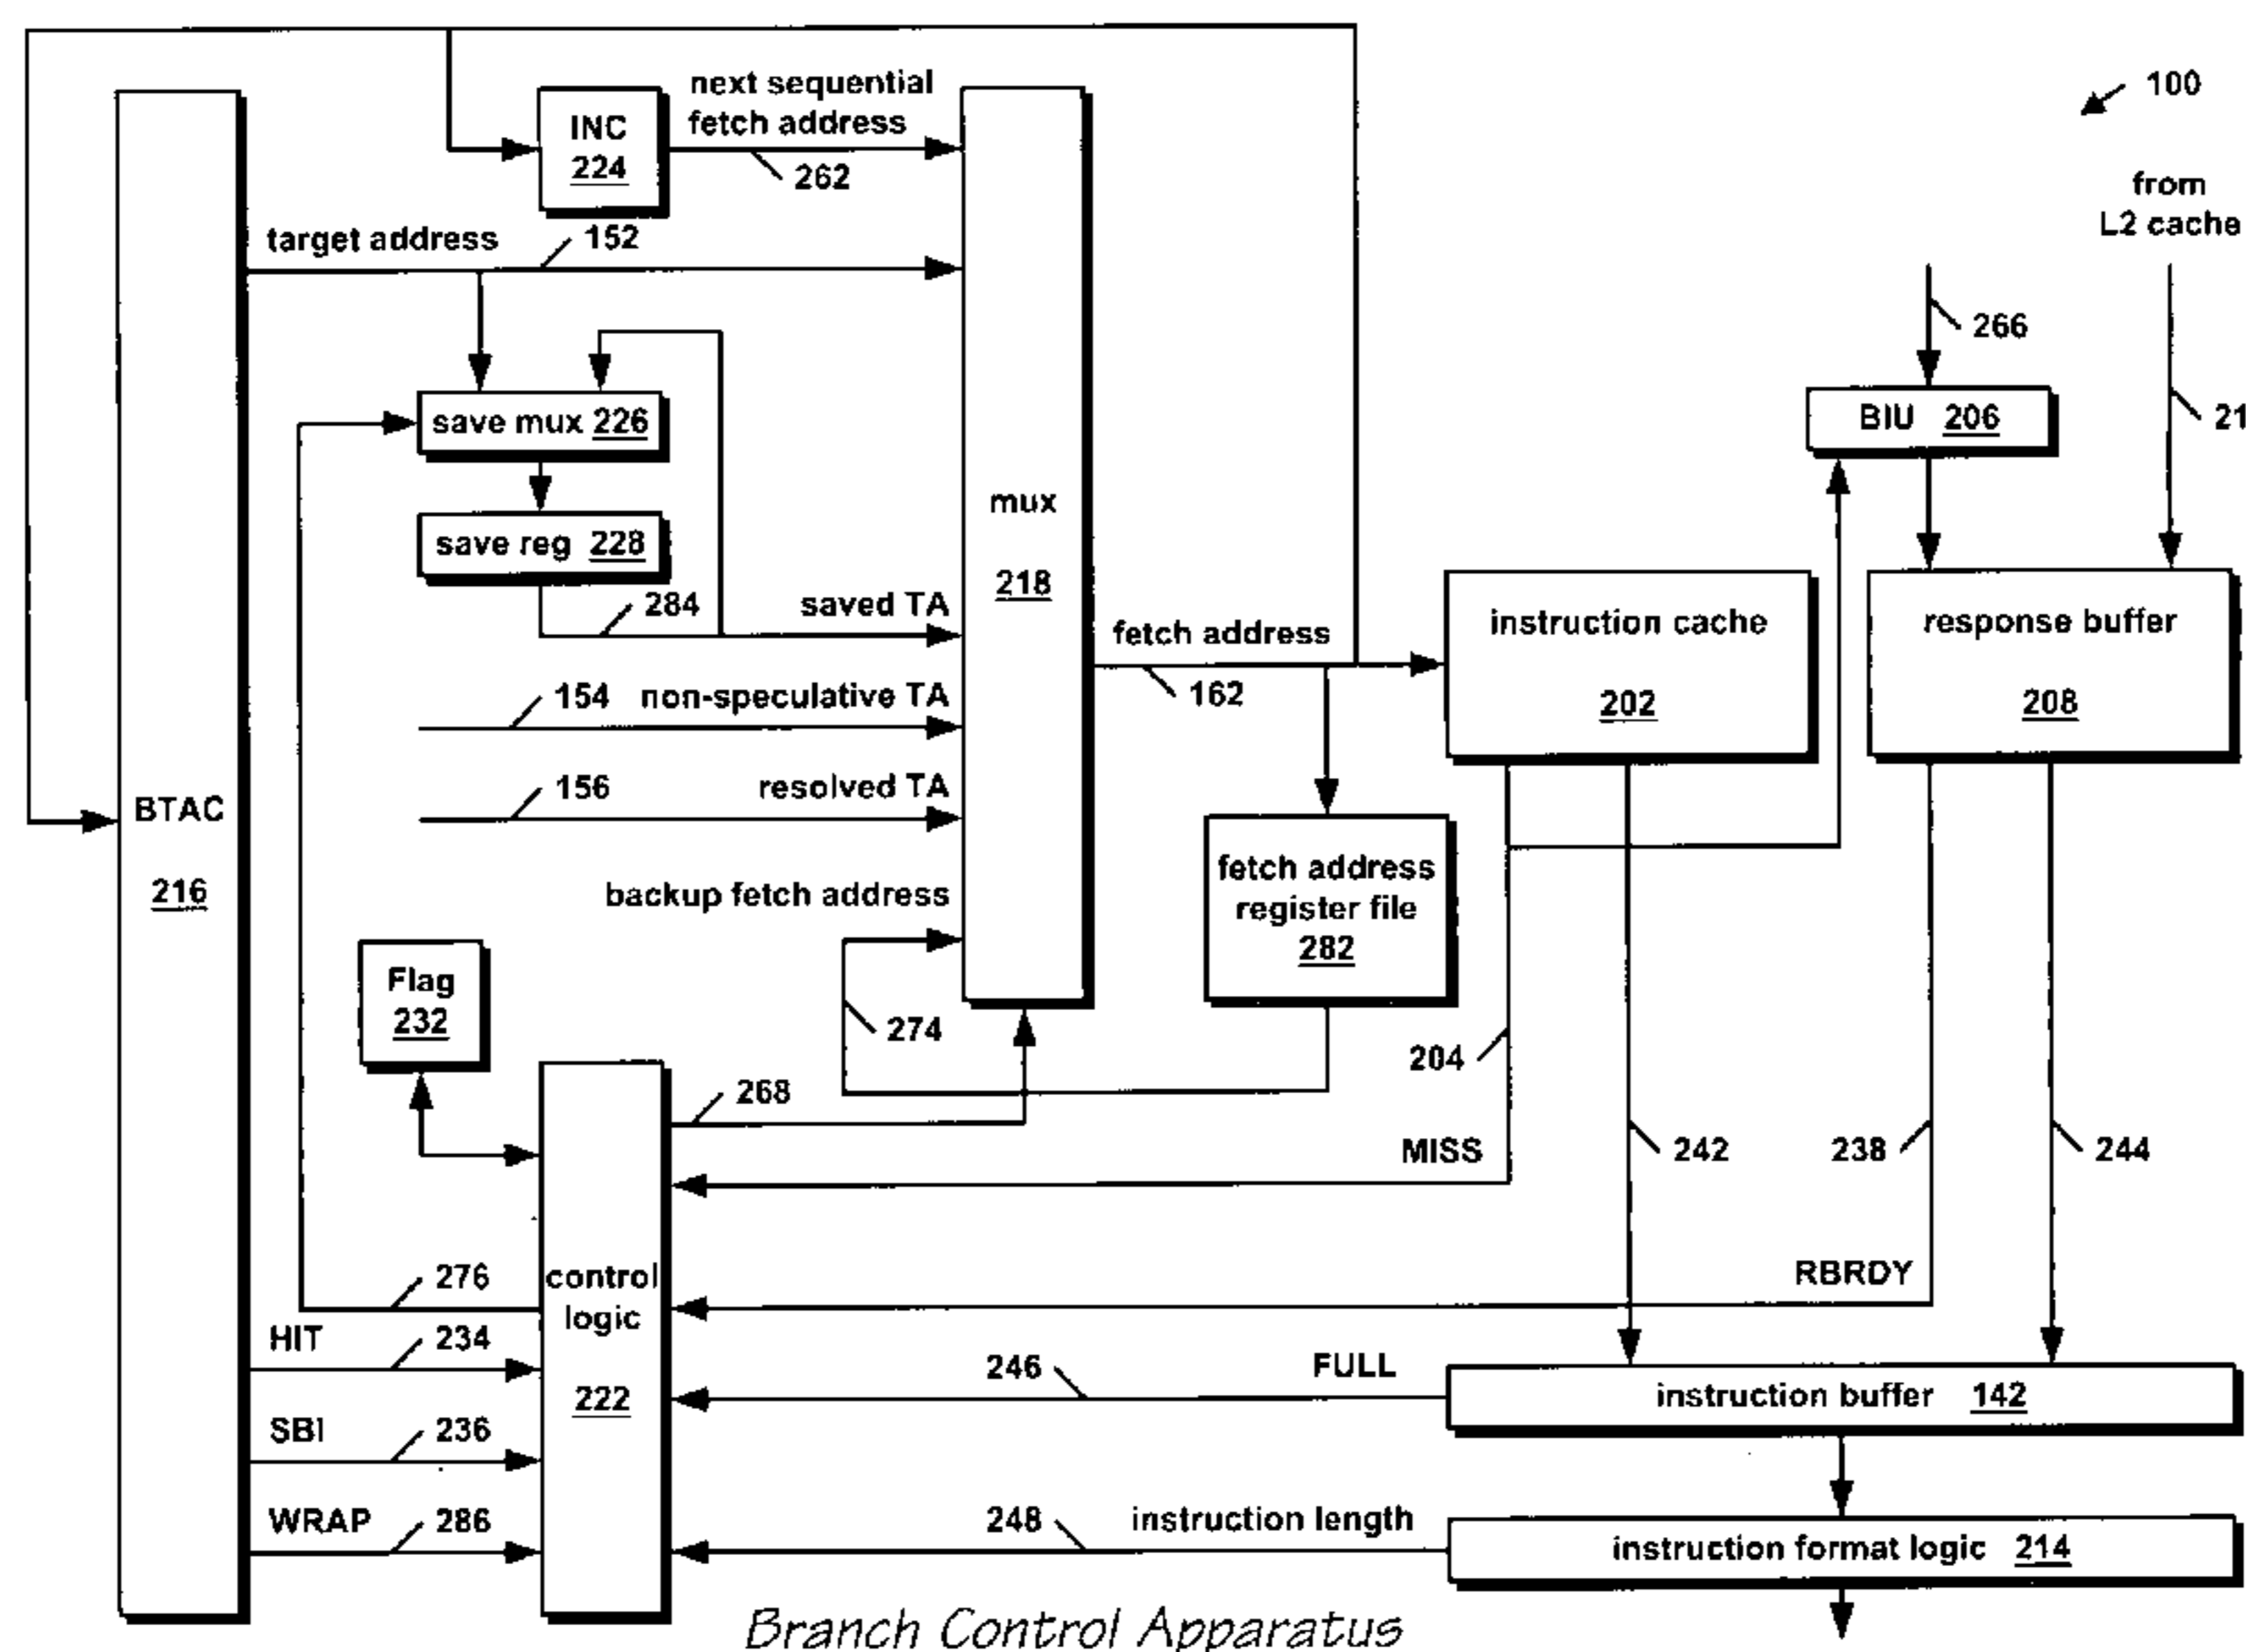 100
from
L2 cache
INC
224
next sequential
fetch address
262
target address
152
266
21
save mux 226
BIU 206
save reg 228
284
saved TA
mux
218
fetch address
162
instruction cache
202
response buffer
208
154
non-speculative TA
156
resolved TA
BTAC
216
backup fetch address
fetch address
register file
282
Flag
232
274
204
268
MISS
242
238
244
276
control
logic
222
RBRDY
HIT
234
246
FULL
instruction buffer 142
SBI
236
WRAP
286
248
instruction length
instruction format logic 214
Branch Control Apparatus